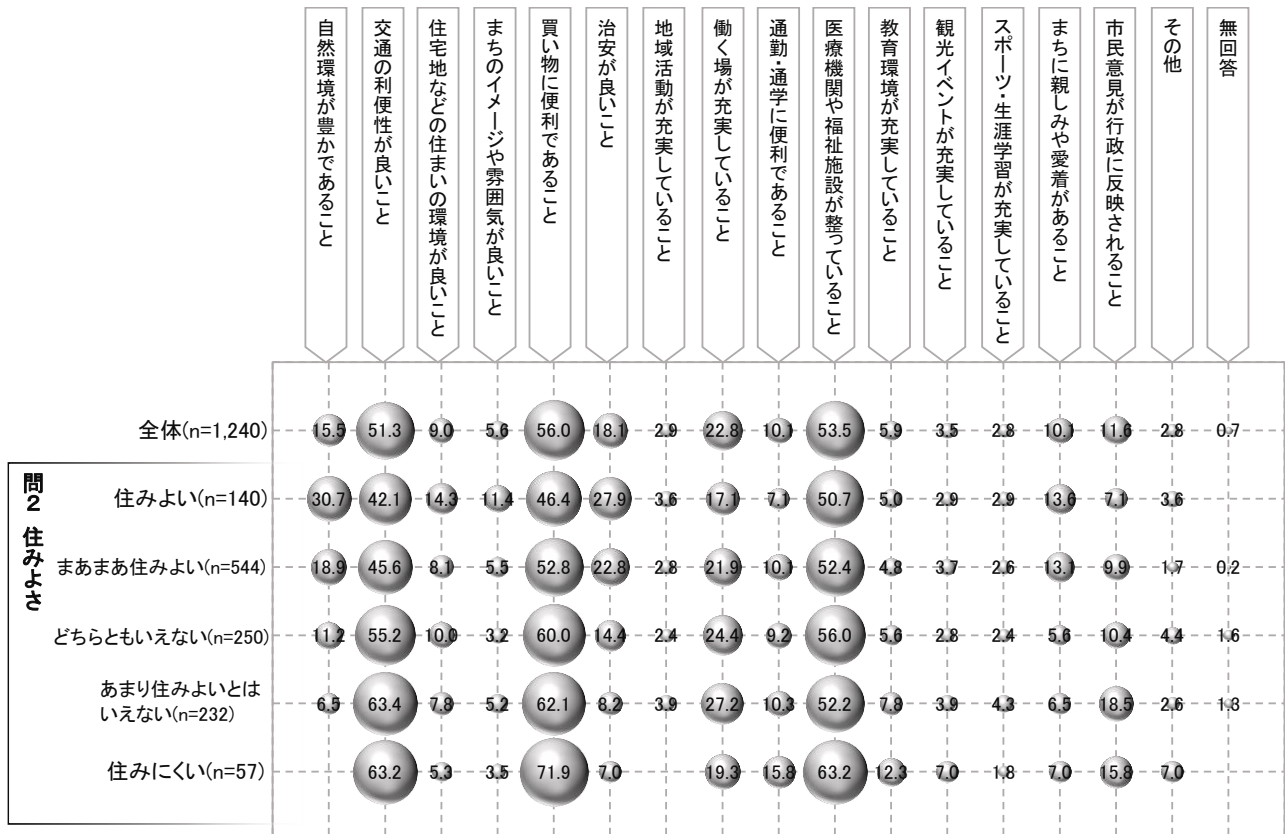 自然環境が豊かであること
交通の利便性が良いこと
住宅地などの住まいの環境が良いこと
まちのイメージや雰囲気が良いこと
買い物に便利であること
治安が良いこと
地域活動が充実していること
働く場が充実していること
通勤・通学に便利であること
医療機関や福祉施設が整っていること
教育環境が充実していること
観光イベントが充実していること
スポーツ・生涯学習が充実していること
まちに親しみや愛着があること
市民意見が行政に反映されること
その他
無回答
全体(n=1,240) 15.5 51.3 9.0 5.6 56.0 18.1 2.9 22.8 10.1 53.5 5.9 3.5 2.8 10.1 11.6 2.8 0.7
問2 住みよさ
住みよい(n=140) 30.7 42.1 14.3 11.4 46.4 27.9 3.6 17.1 7.1 50.7 5.0 2.9 2.9 13.6 7.1 3.6
まあまあ住みよい(n=544) 18.9 45.6 8.1 5.5 52.8 22.8 2.8 21.9 10.1 52.4 4.8 3.7 2.6 13.1 9.9 1.7 0.2
どちらともいえない(n=250) 11.2 55.2 10.0 3.2 60.0 14.4 2.4 24.4 9.2 56.0 5.6 2.8 2.4 5.6 10.4 4.4 1.6
あまり住みよいとは
いえない(n=232) 6.5 63.4 7.8 5.2 62.1 8.2 3.9 27.2 10.3 52.2 7.8 3.9 4.3 6.5 18.5 2.6 1.3
住みにくい(n=57) 63.2 5.3 3.5 71.9 7.0 19.3 15.8 63.2 12.3 7.0 1.8 7.0 15.8 7.0